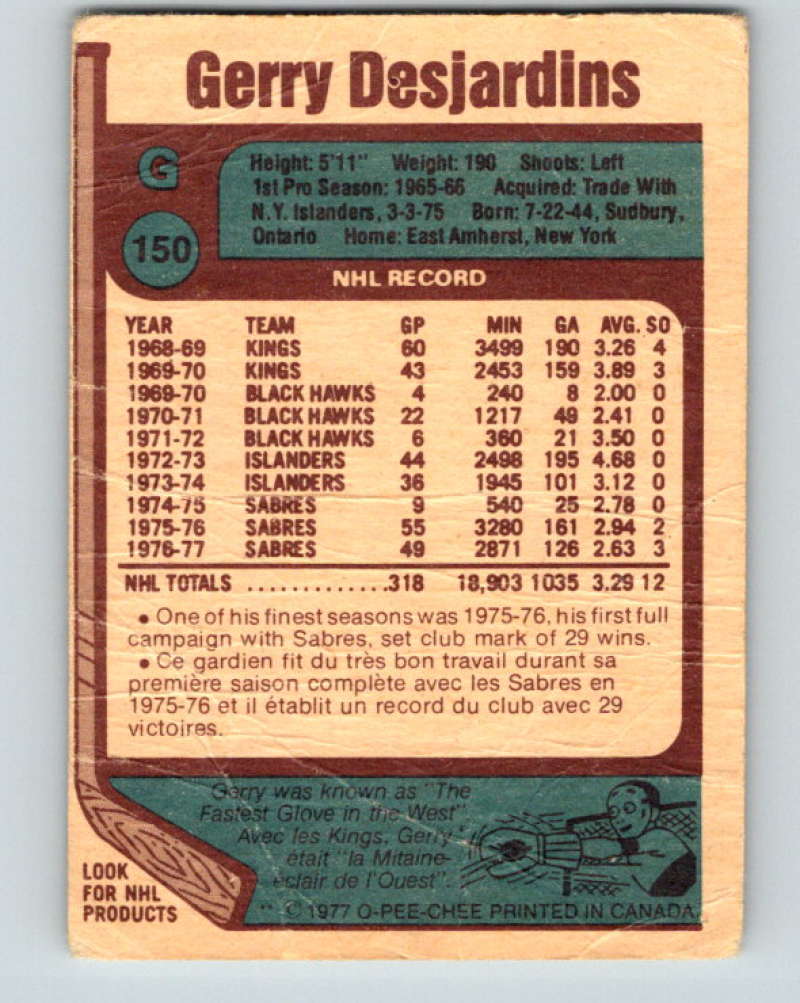 Gerry Desjardins
G
150
Height: 5'11" Weight: 190 Shoots: Left
1st Pro Season: 1965-66 Acquired: Trade With
N.Y. Islanders, 3-3-75 Born: 7-22-44, Sudbury,
Ontario Home: East Amherst, New York
NHL RECORD
YEAR TEAM GP MIN GA AVG. SO
1968-69 KINGS 60 3499 190 3.26 4
1969-70 KINGS 43 2453 159 3.89 3
1969-70 BLACK HAWKS 4 240 8 2.00 0
1970-71 BLACK HAWKS 22 1217 49 2.41 0
1971-72 BLACK HAWKS 6 360 21 3.50 0
1972-73 ISLANDERS 44 2498 195 4.68 0
1973-74 ISLANDERS 36 1945 101 3.12 0
1974-75 SABRES 9 540 25 2.78 0
1975-76 SABRES 55 3280 161 2.94 2
1976-77 SABRES 49 2871 126 2.63 3
NHL TOTALS .............318 18,903 1035 3.29 12
• One of his finest seasons was 1975-76, his first full
campaign with Sabres, set club mark of 29 wins.
• Ce gardien fit du très bon travail durant sa
première saison complète avec les Sabres en
1975-76 et il établit un record du club avec 29
victoires.
Gerry was known as "The
Fastest Glove in the West"
Avec les Kings, Gerry
était "la Mitaine-
éclair de l'Ouest".
LOOK
FOR NHL
PRODUCTS
** © 1977 O-PEE-CHEE PRINTED IN CANADA